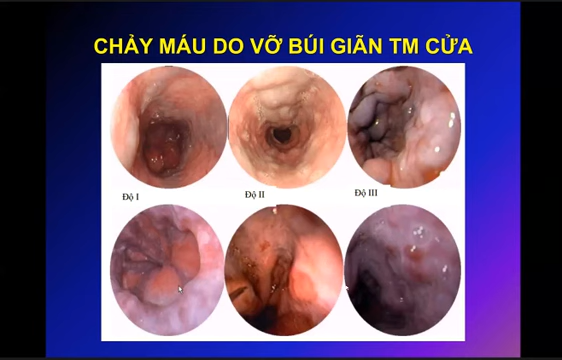 CHẢY MÁU DO VỠ BÚI GIÃN TM CỬA
Độ I
Độ II
Độ III